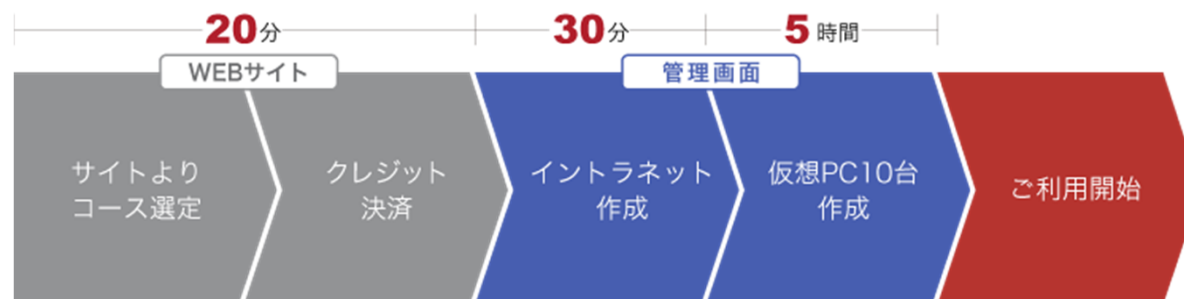 20分
30分
5時間
WEBサイト
管理画面
サイトより
コース選定
クレジット
決済
イントラネット
作成
仮想PC10台
作成
ご利用開始